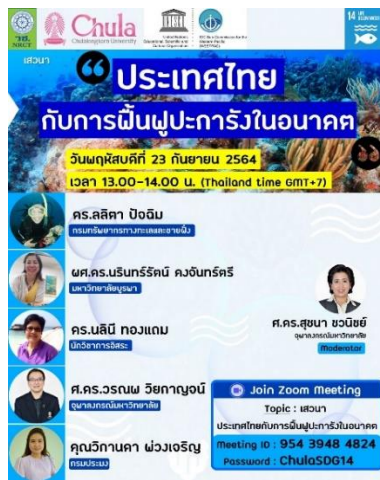 วช.
NRCT
Chula
Chulalongkorn University
United Nations
Educational, Scientific and
Cultural Organization
14 LIFE BELOW WATER
เสวนา
ประเทศไทย
กับการฟื้นฟูปะการังในอนาคต
วันพฤหัสบดีที่ 23 กันยายน 2564
เวลา 13.00-14.00 น. (Thailand time GMT+7)
ดร.ลลิตา ปัจฉิม
กรมทรัพยากรทางทะเลและชายฝั่ง
ผศ.ดร.นรินทร์รัตน์ คงจันทร์ตรี
มหาวิทยาลัยบูรพา
ดร.นลินี ทองแถม
นักวิชาการอิสระ
ศ.ดร.วรณพ วิยกาญจน์
จุฬาลงกรณ์มหาวิทยาลัย
คุณวิกานดา พ่วงเจริญ
กรมประมง
ศ.ดร.สุชนา ชวนิชย์
จุฬาลงกรณ์มหาวิทยาลัย
Moderator
Join Zoom Meeting
Topic : เสวนา
ประเทศไทยกับการฟื้นฟูปะการังในอนาคต
Meeting ID : 954 3948 4824
Password : ChulaSDG14